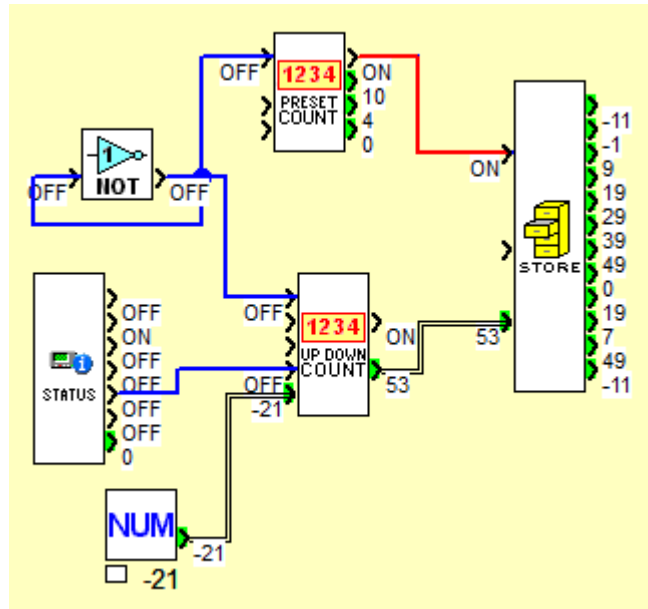 OFF
1234
PRESET
COUNT
ON
10
4
0
1
NOT
OFF
OFF
ON
STORE
53
-11
-1
9
19
29
39
49
0
19
7
49
-11
STATUS
OFF
ON
OFF
OFF
OFF
OFF
0
OFF
OFF
-21
1234
UP DOWN
COUNT
ON
53
NUM
-21
-21